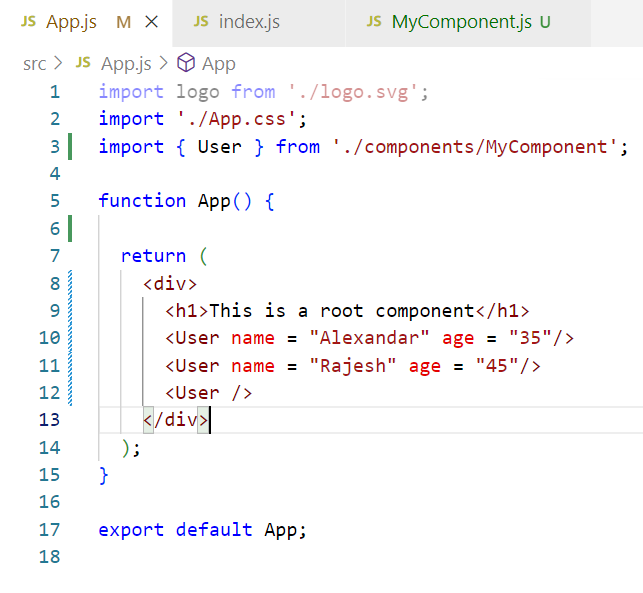 JS App.js M × JS index.js JS MyComponent.js U
src > JS App.js > App
1 import logo from './logo.svg';
2 import './App.css';
3 import { User } from './components/MyComponent';
4
5 function App() {
6
7 return (
8 <div>
9 <h1>This is a root component</h1>
10 <User name = "Alexandar" age = "35"/>
11 <User name = "Rajesh" age = "45"/>
12 <User />
13 </div>
14 );
15 }
16
17 export default App;
18